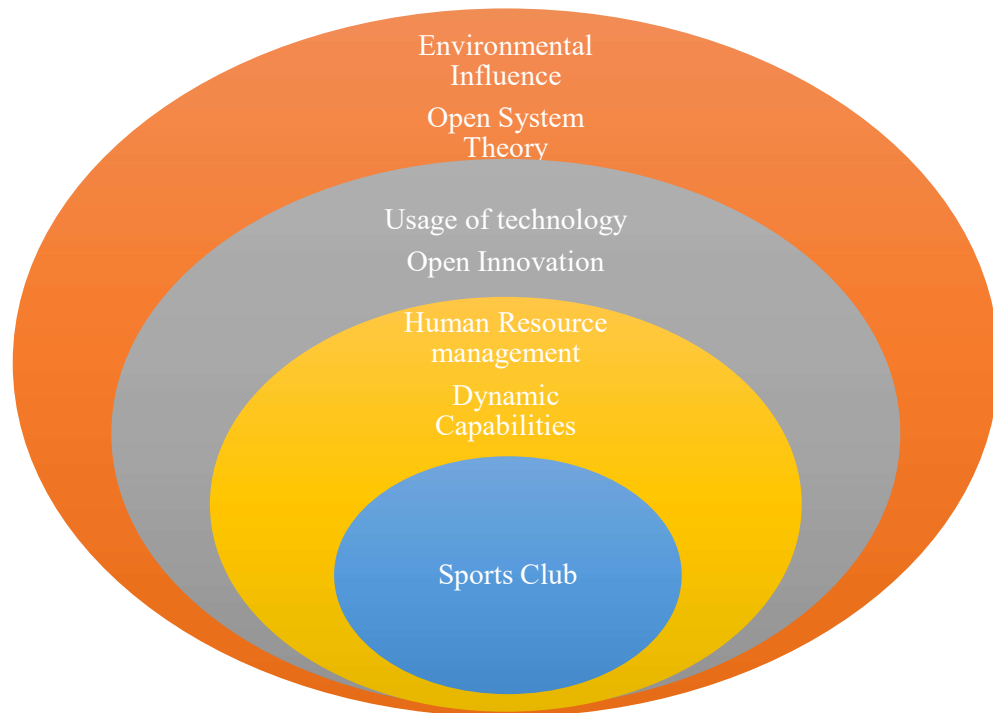 Environmental
Influence
Open System
Theory
Usage of technology
Open Innovation
Human Resource
management
Dynamic
Capabilities
Sports Club